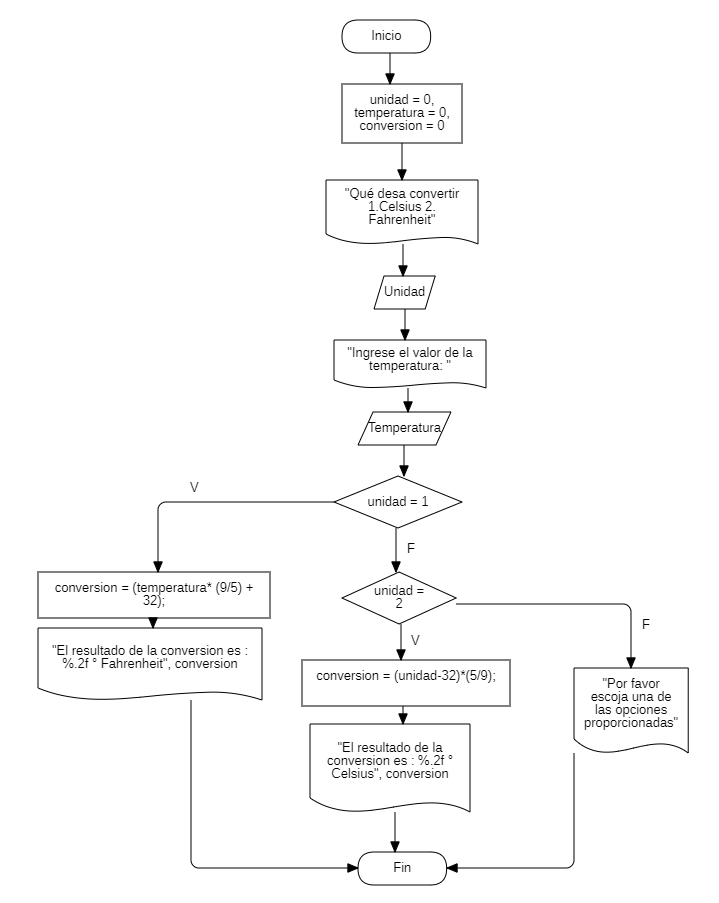 Inicio
unidad = 0,
temperatura = 0,
conversion = 0
"Qué desa convertir
1.Celsius 2.
Fahrenheit"
Unidad
"Ingrese el valor de la
temperatura: "
Temperatura
V
unidad = 1
F
conversion = (temperatura* (9/5) +
32);
unidad =
2
F
"El resultado de la conversion es :
%.2f ° Fahrenheit", conversion
V
conversion = (unidad-32)*(5/9);
"Por favor
escoja una de
las opciones
proporcionadas"
"El resultado de la
conversion es : %.2f °
Celsius", conversion
Fin